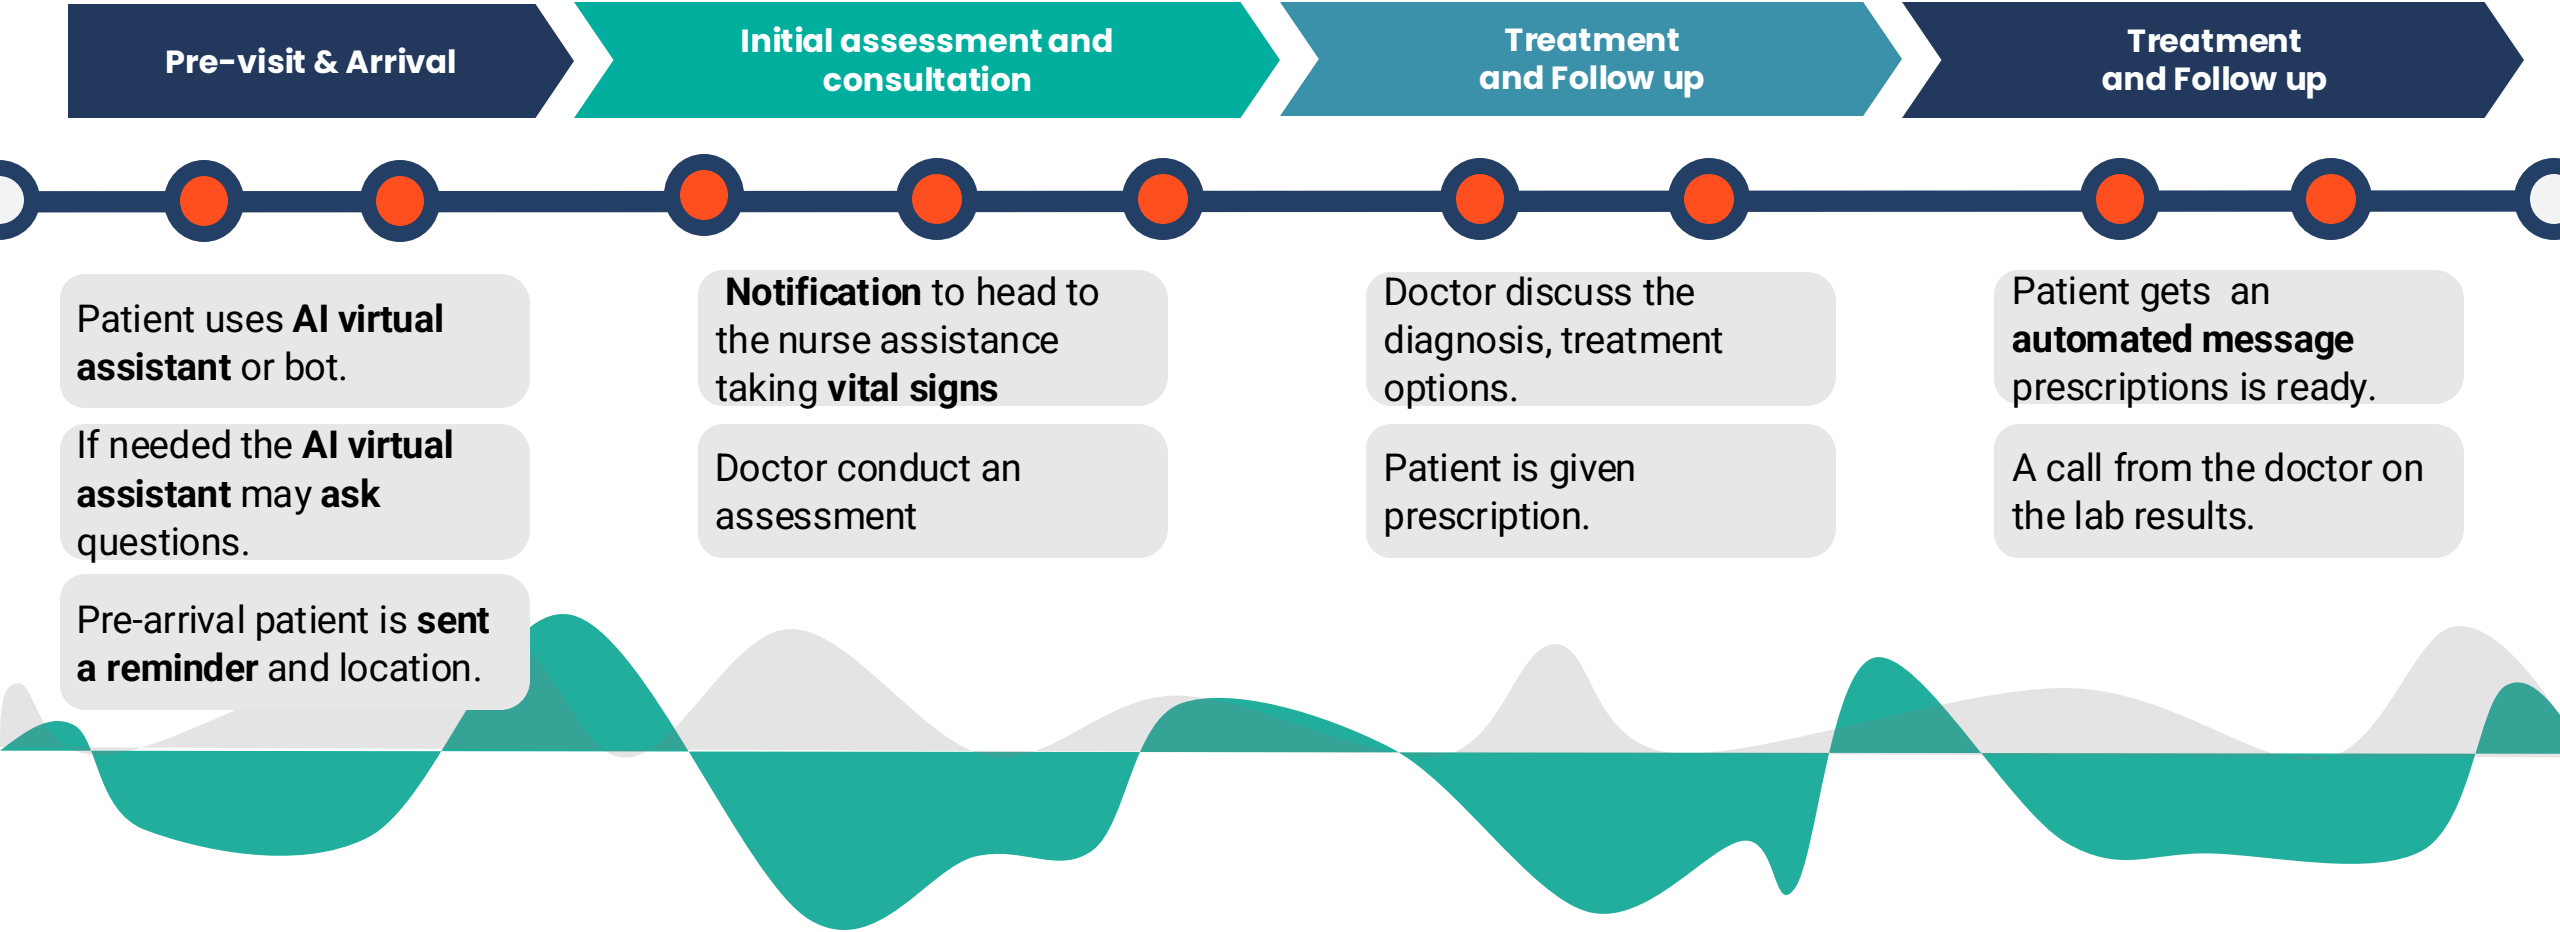 Pre-visit & Arrival
Initial assessment and
consultation
Treatment
and Follow up
Treatment
and Follow up
Patient uses AI virtual
assistant or bot.
If needed the AI virtual
assistant may ask
questions.
Pre-arrival patient is sent
a reminder and location.
Notification to head to
the nurse assistance
taking vital signs
Doctor conduct an
assessment
Doctor discuss the
diagnosis, treatment
options.
Patient is given
prescription.
Patient gets  an
automated message
prescriptions is ready.
A call from the doctor on
the lab results.